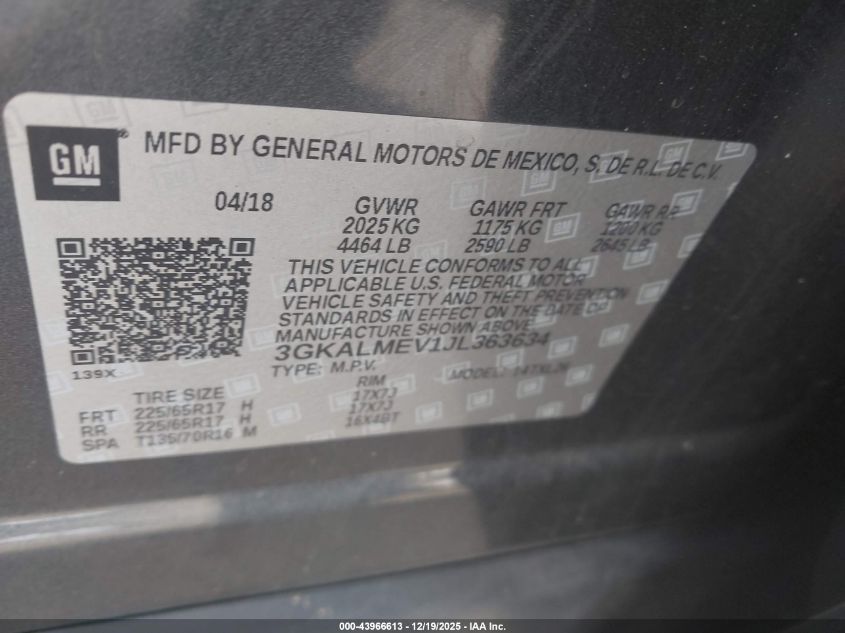 GM ®
MFD BY GENERAL MOTORS DE MEXICO, S. DE R.L. DE C.V.
04/18 GVWR GAWR FRT GAWR RR
2025 KG 1175 KG 1200 KG
4464 LB 2590 LB 2645 LB
THIS VEHICLE CONFORMS TO ALL
APPLICABLE U.S. FEDERAL MOTOR
VEHICLE SAFETY AND THEFT PREVENTION
STANDARDS IN EFFECT ON THE DATE OF
MANUFACTURE SHOWN ABOVE.
3GKALMEV1JL363634
139X
TYPE: M.P.V. MODEL:
TIRE SIZE RIM
FRT 225/65R17 H 17X7J
RR 225/65R17 H 17X7J
SPA T135/70R16 M 16X4BT
000-43966613 - 12/19/2025 - IAA Inc.